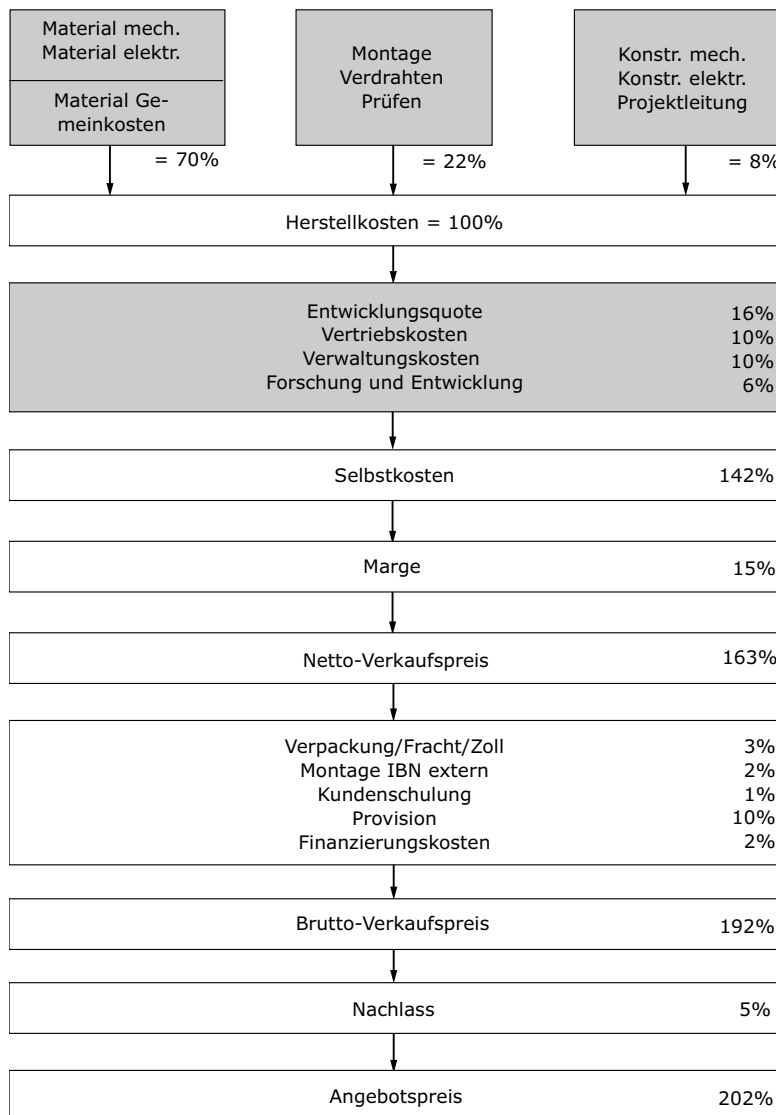 Material mech.
Material elektr.
Material Ge-
meinkosten
= 70%
Montage
Verdrahten
Prüfen
= 22%
Konstr. mech.
Konstr. elektr.
Projektleitung
= 8%
Herstellkosten = 100%
Entwicklungsquote 16%
Vertriebskosten 10%
Verwaltungskosten 10%
Forschung und Entwicklung 6%
Selbstkosten 142%
Marge 15%
Netto-Verkaufspreis 163%
Verpackung/Fracht/Zoll 3%
Montage IBN extern 2%
Kundenschulung 1%
Provision 10%
Finanzierungskosten 2%
Brutto-Verkaufspreis 192%
Nachlass 5%
Angebotspreis 202%